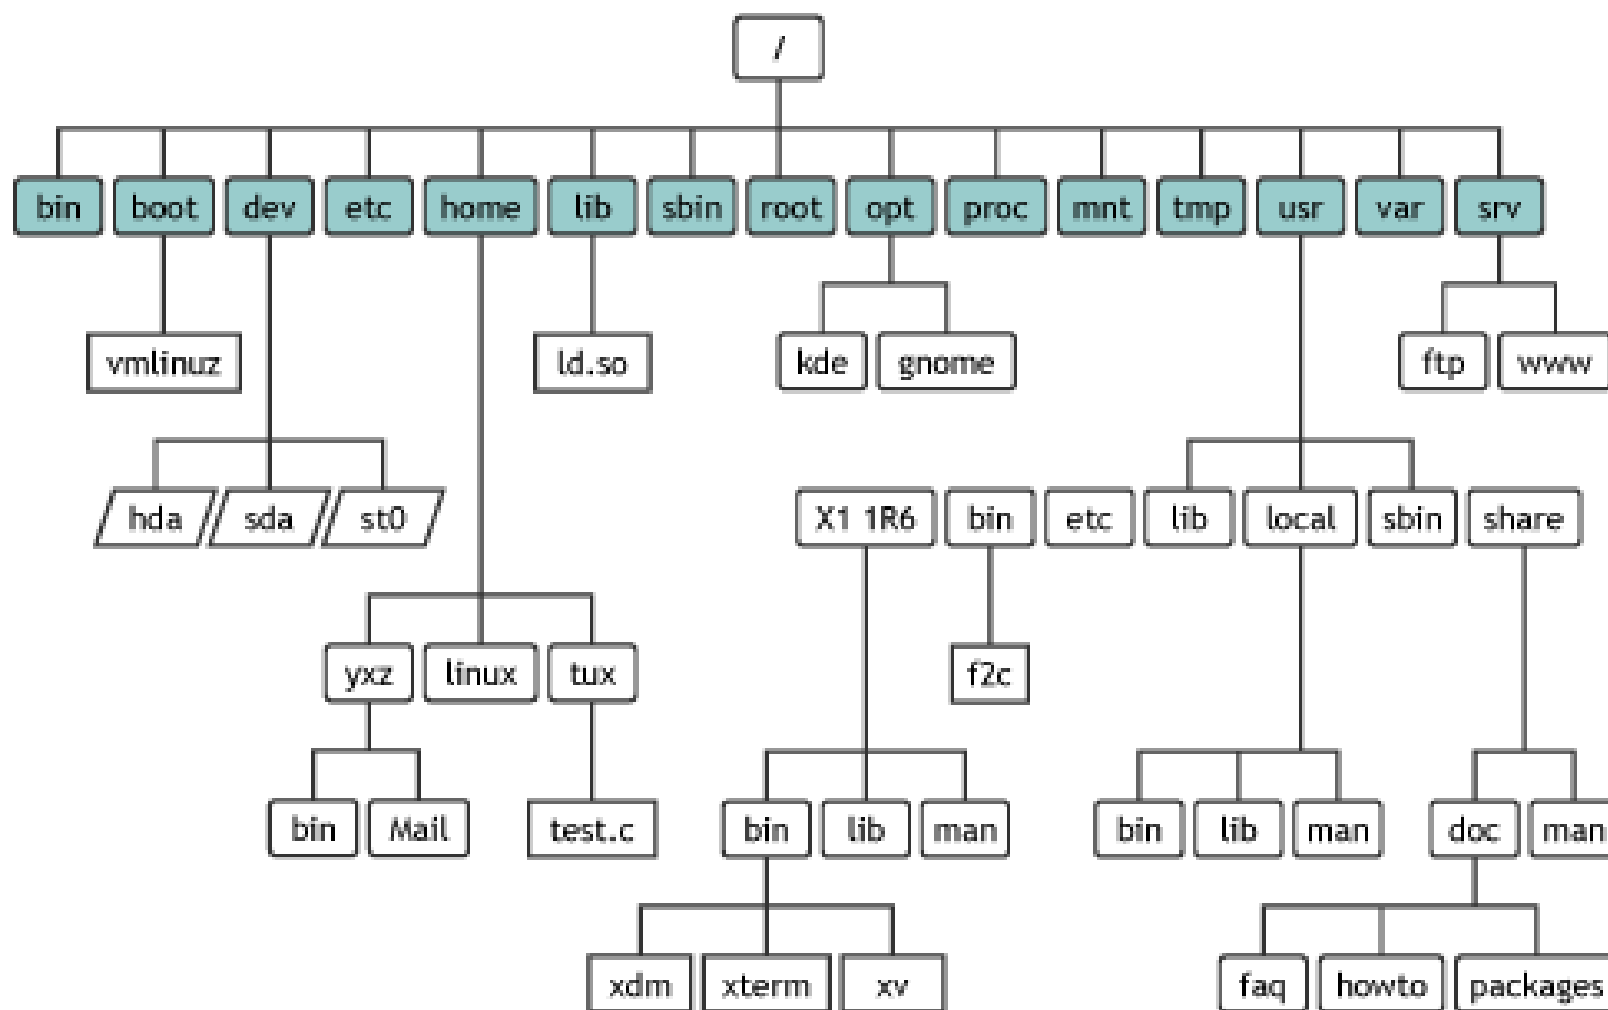 /
bin boot dev etc home lib sbin root opt proc mnt tmp usr var srv
vmlinuz ld.so kde gnome ftp www
hda sda st0 X1 1R6 bin etc lib local sbin share
yxz linux tux f2c
bin Mail test.c bin lib man bin lib man doc man
xdm xterm xv faq howto packages